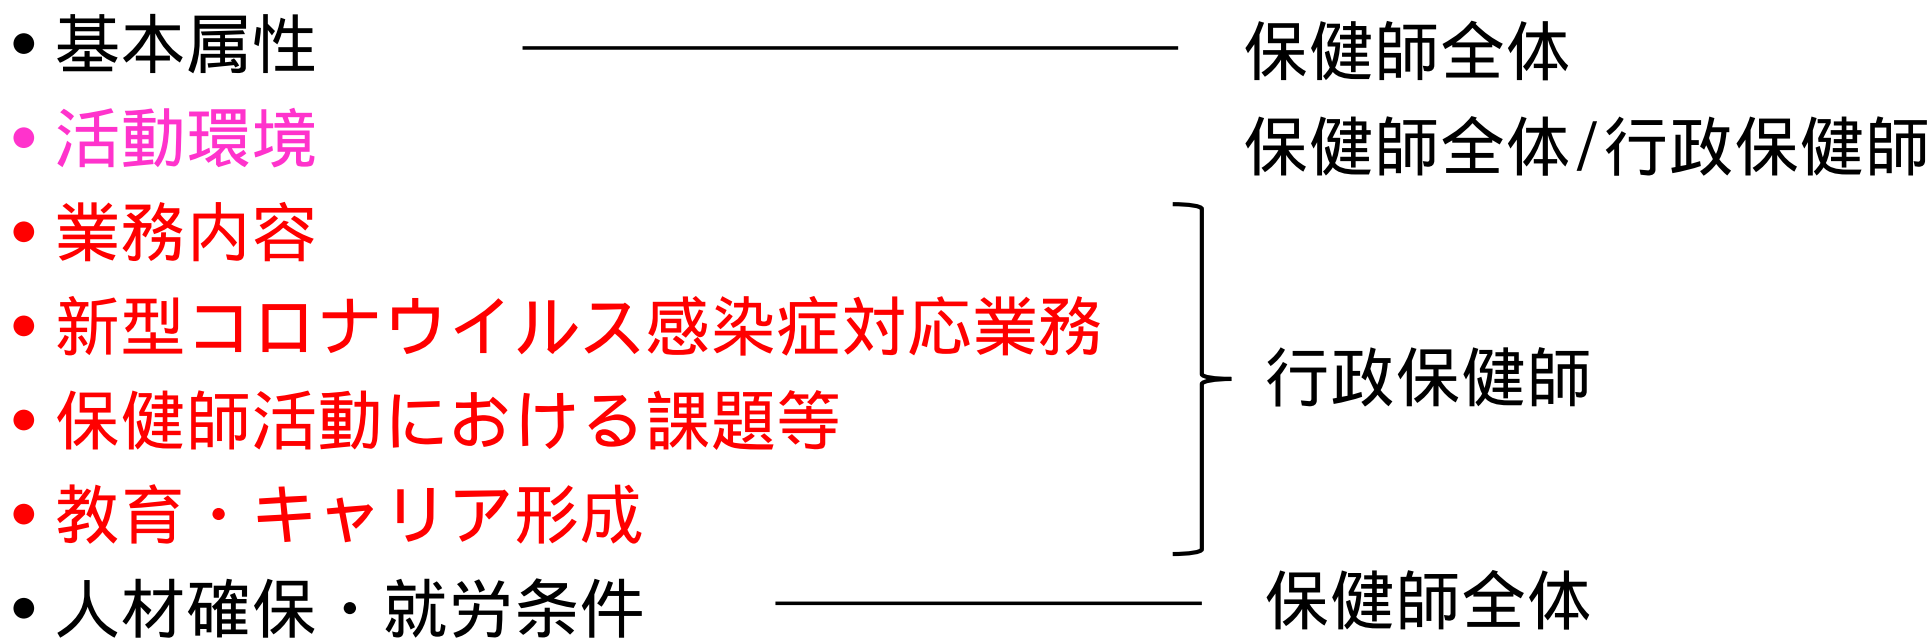 • 基本属性 保健師全体
• 活動環境 保健師全体/行政保健師
• 業務内容
• 新型コロナウイルス感染症対応業務
行政保健師
• 保健師活動における課題等
• 教育・キャリア形成
• 人材確保・就労条件 保健師全体